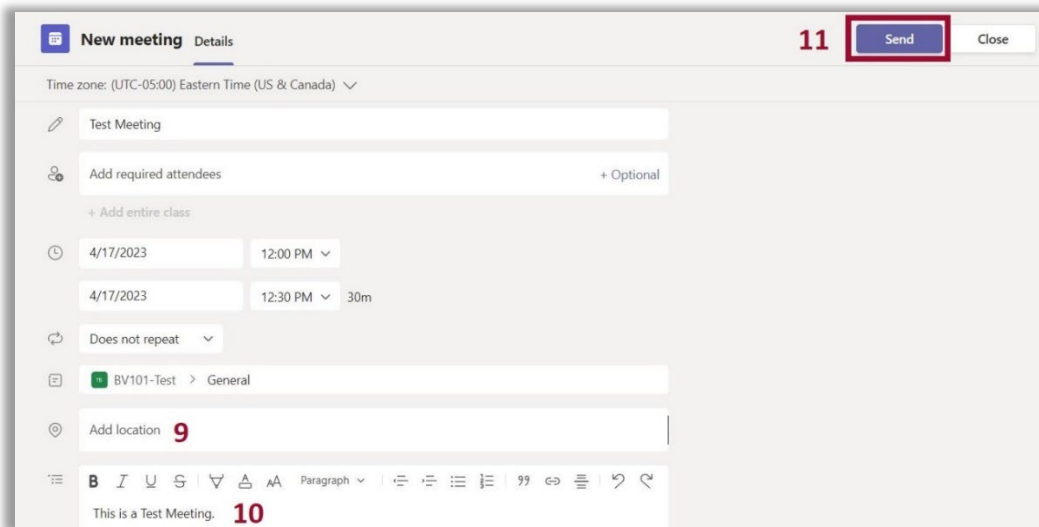 New meeting Details 11 Send Close
Time zone: (UTC-05:00) Eastern Time (US & Canada)
Test Meeting
Add required attendees + Optional
+ Add entire class
4/17/2023 12:00 PM
4/17/2023 12:30 PM 30m
Does not repeat
BV101-Test > General
Add location 9
B I U S A AA Paragraph
This is a Test Meeting. 10